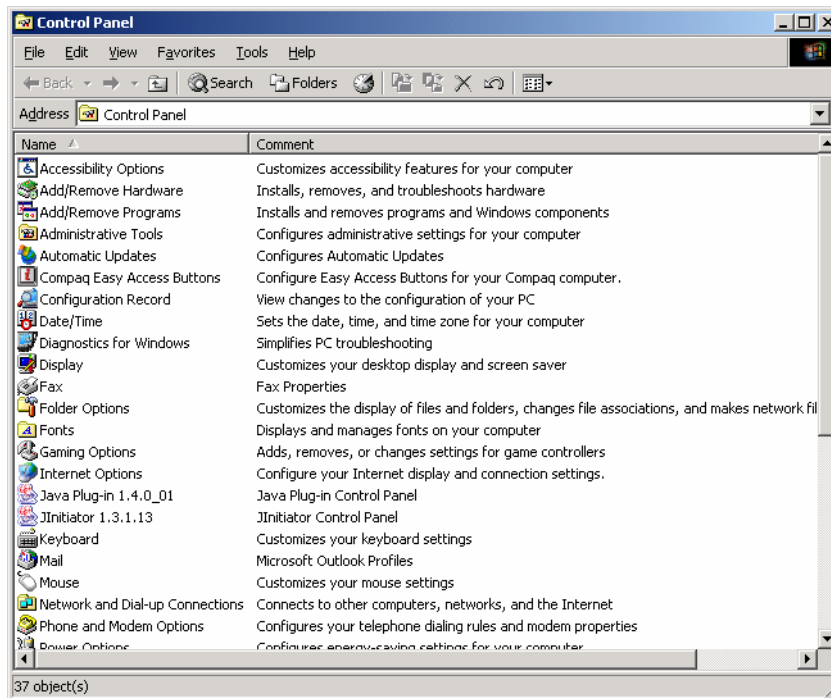 Control Panel
File Edit View Favorites Tools Help
Back Search Folders
Address Control Panel
Name Comment
Accessibility Options Customizes accessibility features for your computer
Add/Remove Hardware Installs, removes, and troubleshoots hardware
Add/Remove Programs Installs and removes programs and Windows components
Administrative Tools Configures administrative settings for your computer
Automatic Updates Configures Automatic Updates
Compaq Easy Access Buttons Configure Easy Access Buttons for your Compaq computer.
Configuration Record View changes to the configuration of your PC
Date/Time Sets the date, time, and time zone for your computer
Diagnostics for Windows Simplifies PC troubleshooting
Display Customizes your desktop display and screen saver
Fax Fax Properties
Folder Options Customizes the display of files and folders, changes file associations, and makes network fil
Fonts Displays and manages fonts on your computer
Gaming Options Adds, removes, or changes settings for game controllers
Internet Options Configure your Internet display and connection settings.
Java Plug-in 1.4.0_01 Java Plug-in Control Panel
JInitiator 1.3.1.13 JInitiator Control Panel
Keyboard Customizes your keyboard settings
Mail Microsoft Outlook Profiles
Mouse Customizes your mouse settings
Network and Dial-up Connections Connects to other computers, networks, and the Internet
Phone and Modem Options Configures your telephone dialing rules and modem properties
Power Options Configures energy-saving settings for your computer
37 object(s)